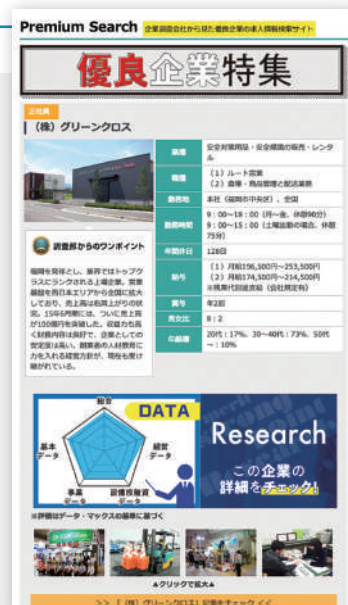 Premium Search 企業調査会社から見た優良企業の求人情報検索サイト
優良企業特集
正社員
(株)グリーンクロス
業種
安全対策用品・安全標識の販売・レンタル
職種
(1)ルート営業
(2)倉庫・商品管理と配送業務
勤務地
本社(福岡市中央区)、全国
勤務時間
9:00~18:00(月~金、休憩90分)
9:00~15:00(土曜出勤の場合、休憩75分)
年間休日
128日
給与
(1)月給196,500円~253,500円
(2)月給174,500円~214,500円
※残業代別途支給(会社規定有)
賞与
年2回
男女比
8:2
年齢層
20代:17%、30~40代:73%、50代~:10%
調査部からのワンポイント
福岡を発祥とし、業界ではトップク
ラスにランクされる上場企業。営業
基盤を西日本エリアから全国に拡大
しており、売上高は右肩上がりの状
況。15年4月期には、ついに売上高
が100億円を突破した。収益力も高
く財務内容は良好で、企業としての
安定度は高い。創業者の人材教育に
力を入れる経営方針が、現在も受け
継がれている。
総合
基本データ
経営データ
事業データ
設備投融資データ
DATA
Research
この企業の
詳細をチェック!
※評価はデータ・マックスの基準に基づく
▲クリックで拡大▲
>> 「(株)グリーンクロス」記事をチェック <<